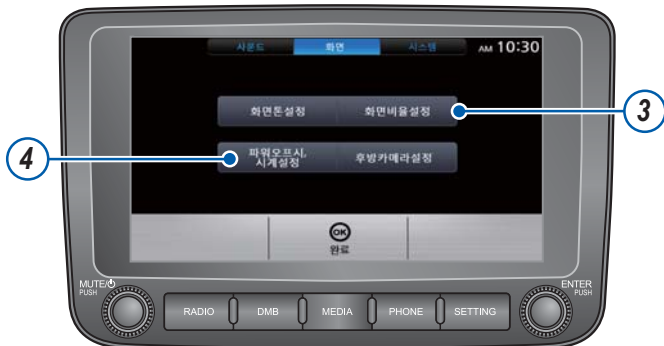 사운드 화면 시스템 AM 10:30
화면톤설정 화면비율설정
3
4
파워오프시,
시계설정
후방카메라설정
OK
완료
MUTE/
PUSH
ENTER
PUSH
RADIO DMB MEDIA PHONE SETTING